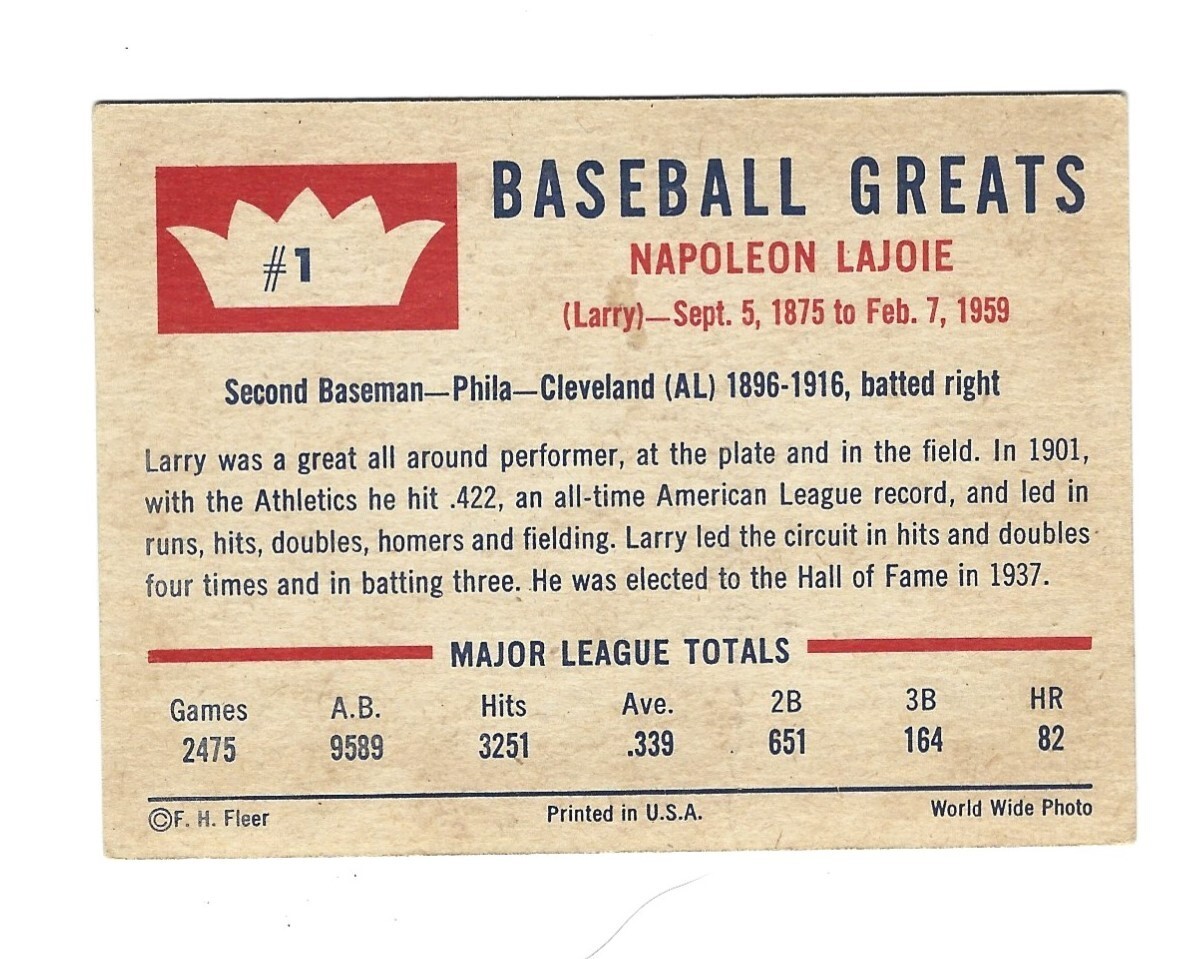 #1
BASEBALL GREATS
NAPOLEON LAJOIE
(Larry)—Sept. 5, 1875 to Feb. 7, 1959
Second Baseman—Phila—Cleveland (AL) 1896-1916, batted right
Larry was a great all around performer, at the plate and in the field. In 1901,
with the Athletics he hit .422, an all-time American League record, and led in
runs, hits, doubles, homers and fielding. Larry led the circuit in hits and doubles
four times and in batting three. He was elected to the Hall of Fame in 1937.
MAJOR LEAGUE TOTALS
Games A.B. Hits Ave. 2B 3B HR
2475 9589 3251 .339 651 164 82
©F. H. Fleer Printed in U.S.A. World Wide Photo